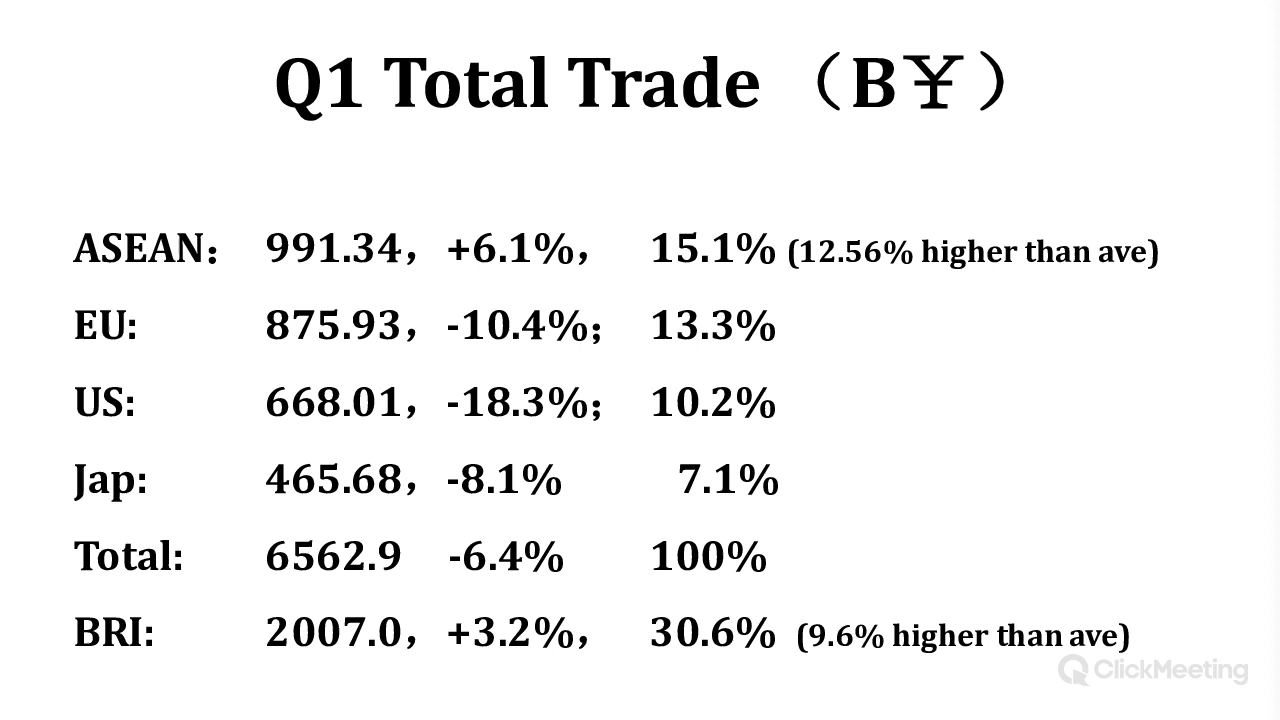 Q1 Total Trade （B￥）
ASEAN： 991.34， +6.1%， 15.1% (12.56% higher than ave)
EU: 875.93， -10.4%； 13.3%
US: 668.01， -18.3%； 10.2%
Jap: 465.68， -8.1% 7.1%
Total: 6562.9 -6.4% 100%
BRI: 2007.0， +3.2%， 30.6% (9.6% higher than ave)
ClickMeeting